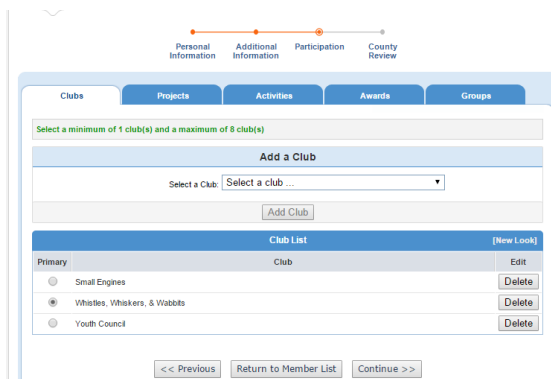 Personal Information
Additional Information
Participation
County Review
Clubs Projects Activities Awards Groups
Select a minimum of 1 club(s) and a maximum of 8 club(s)
Add a Club
Select a Club: Select a club ...
Add Club
Club List [New Look]
Primary Club Edit
Small Engines Delete
Whistles, Whiskers, & Wabbits Delete
Youth Council Delete
<< Previous Return to Member List Continue >>